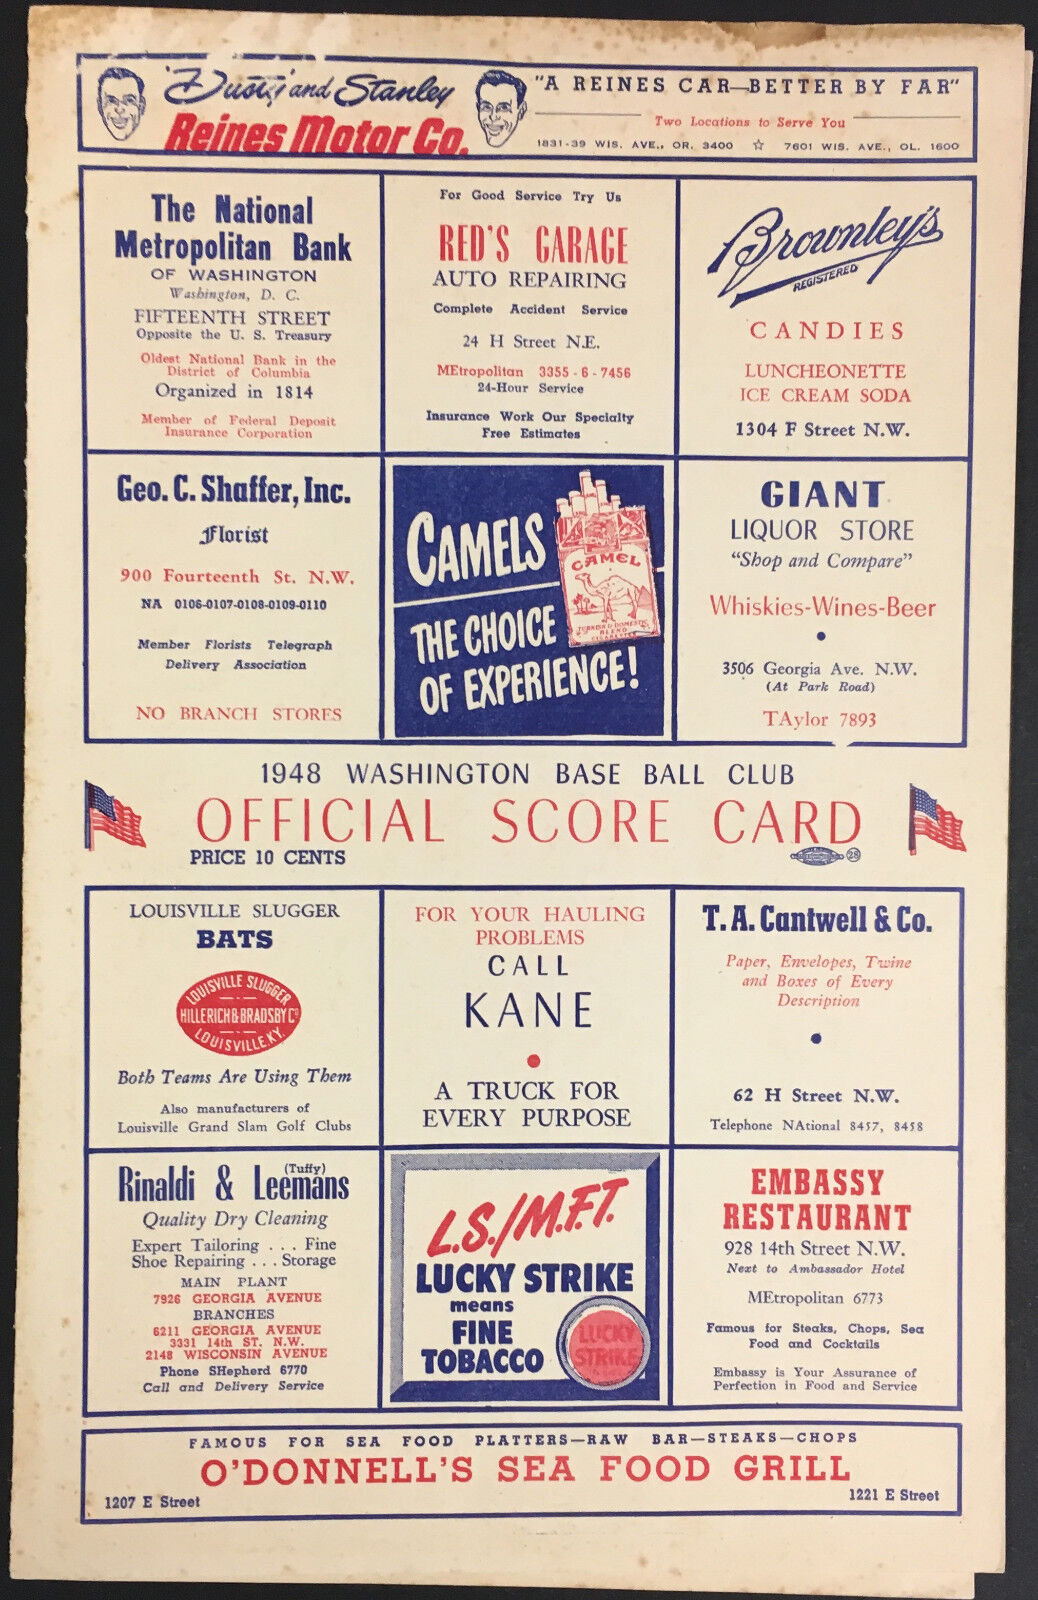 'Dusty' and Stanley
Reines Motor Co.
"A REINES CAR—BETTER BY FAR"
Two Locations to Serve You
1831-39 WIS. AVE., OR. 3400 ☆ 7601 WIS. AVE., OL. 1600
The National
Metropolitan Bank
OF WASHINGTON
Washington, D. C.
FIFTEENTH STREET
Opposite the U. S. Treasury
Oldest National Bank in the
District of Columbia
Organized in 1814
Member of Federal Deposit
Insurance Corporation
For Good Service Try Us
RED'S GARAGE
AUTO REPAIRING
Complete Accident Service
24 H Street N.E.
MEtropolitan 3355 - 6 - 7456
24-Hour Service
Insurance Work Our Specialty
Free Estimates
Brownley's
REGISTERED
CANDIES
LUNCHEONETTE
ICE CREAM SODA
1304 F Street N.W.
Geo. C. Shaffer, Inc.
Florist
900 Fourteenth St. N.W.
NA 0106-0107-0108-0109-0110
Member Florists Telegraph
Delivery Association
NO BRANCH STORES
CAMELS
THE CHOICE
OF EXPERIENCE!
CAMEL
TURKISH & DOMESTIC
BLEND
CIGARETTES
GIANT
LIQUOR STORE
"Shop and Compare"
Whiskies-Wines-Beer
3506 Georgia Ave. N.W.
(At Park Road)
TAylor 7893
1948 WASHINGTON BASE BALL CLUB
OFFICIAL SCORE CARD
PRICE 10 CENTS
28
LOUISVILLE SLUGGER
BATS
LOUISVILLE SLUGGER
HILLERICH & BRADSBY Co
LOUISVILLE, KY.
Both Teams Are Using Them
Also manufacturers of
Louisville Grand Slam Golf Clubs
FOR YOUR HAULING
PROBLEMS
CALL
KANE
A TRUCK FOR
EVERY PURPOSE
T. A. Cantwell & Co.
Paper, Envelopes, Twine
and Boxes of Every
Description
62 H Street N.W.
Telephone NAtional 8457, 8458
(Tuffy)
Rinaldi & Leemans
Quality Dry Cleaning
Expert Tailoring . . . Fine
Shoe Repairing . . . Storage
MAIN PLANT
7926 GEORGIA AVENUE
BRANCHES
6211 GEORGIA AVENUE
3331 14th ST. N.W.
2148 WISCONSIN AVENUE
Phone SHepherd 6770
Call and Delivery Service
L.S./M.F.T.
LUCKY STRIKE
means
FINE
TOBACCO
LUCKY
STRIKE
EMBASSY
RESTAURANT
928 14th Street N.W.
Next to Ambassador Hotel
MEtropolitan 6773
Famous for Steaks, Chops, Sea
Food and Cocktails
Embassy is Your Assurance of
Perfection in Food and Service
FAMOUS FOR SEA FOOD PLATTERS—RAW BAR—STEAKS—CHOPS
O'DONNELL'S SEA FOOD GRILL
1207 E Street
1221 E Street